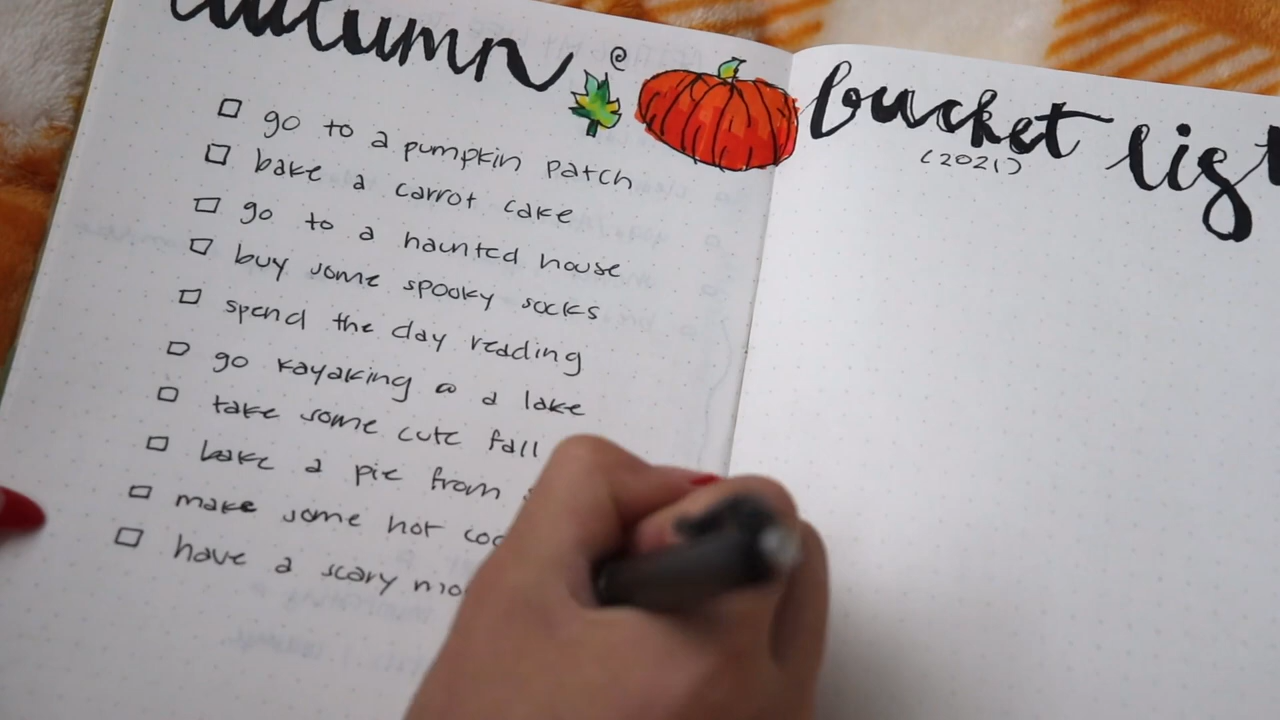 autumn bucket list
(2021)
go to a pumpkin patch
bake a carrot cake
go to a haunted house
buy some spooky socks
spend the day reading
go kayaking @ a lake
take some cute fall
bake a pie from
make some hot
have a scary